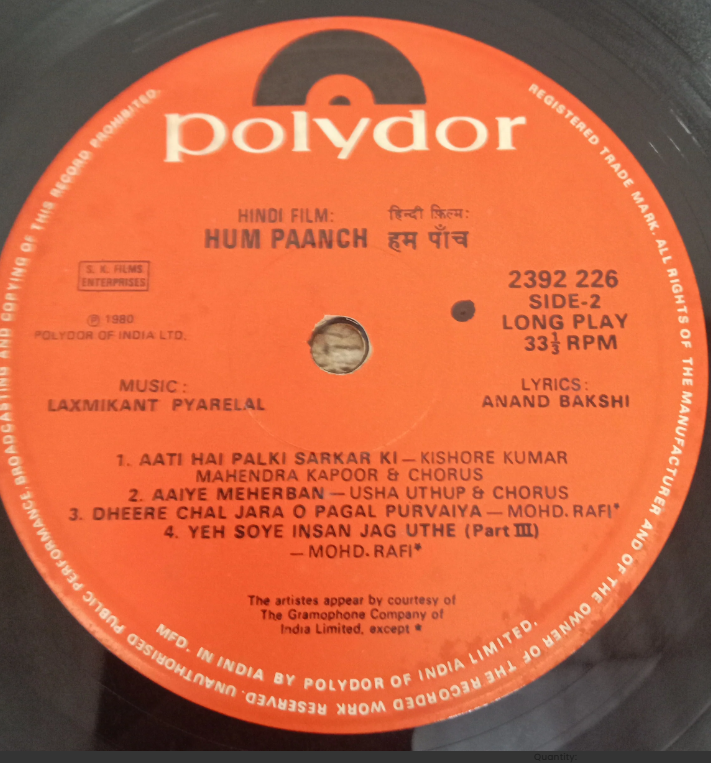 polydor
REGISTERED TRADE MARK. ALL RIGHTS OF THE MANUFACTURER AND OF THE OWNER OF THE RECORDED WORK RESERVED. UNAUTHORISED PUBLIC PERFORMANCE, BROADCASTING AND COPYING OF THIS RECORD PROHIBITED.
HINDI FILM: हिन्दी फ़िल्म:
HUM PAANCH हम पाँच
S. K. FILMS
ENTERPRISES
℗ 1980
POLYDOR OF INDIA LTD.
2392 226
SIDE-2
LONG PLAY
33⅓ RPM
MUSIC:
LAXMIKANT PYARELAL
LYRICS:
ANAND BAKSHI
1. AATI HAI PALKI SARKAR KI — KISHORE KUMAR
MAHENDRA KAPOOR & CHORUS
2. AAIYE MEHERBAN — USHA UTHUP & CHORUS
3. DHEERE CHAL JARA O PAGAL PURVAIYA — MOHD. RAFI*
4. YEH SOYE INSAN JAG UTHE (Part III)
— MOHD. RAFI*
The artistes appear by courtesy of
The Gramophone Company of
India Limited, except *
MFD. IN INDIA BY POLYDOR OF INDIA LIMITED.
Quantity: